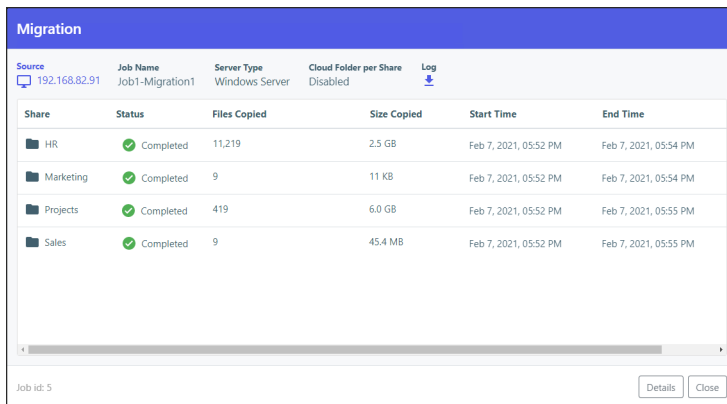 Migration
Source Job Name Server Type Cloud Folder per Share Log
192.168.82.91 Job1-Migration1 Windows Server Disabled
Share Status Files Copied Size Copied Start Time End Time
HR Completed 11,219 2.5 GB Feb 7, 2021, 05:52 PM Feb 7, 2021, 05:54 PM
Marketing Completed 9 11 KB Feb 7, 2021, 05:52 PM Feb 7, 2021, 05:54 PM
Projects Completed 419 6.0 GB Feb 7, 2021, 05:52 PM Feb 7, 2021, 05:55 PM
Sales Completed 9 45.4 MB Feb 7, 2021, 05:52 PM Feb 7, 2021, 05:55 PM
Job id: 5 Details Close